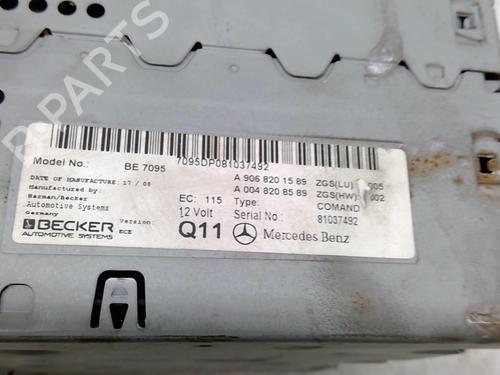 B-PARTS
7095DP081037492
Model No.: BE 7095
DATE OF MANUFACTURE: 17 / 08
Manufactured by:
Harman/Becker
Automotive Systems
Germany
BECKER
AUTOMOTIVE SYSTEMS
Version: ECE
A 906 820 15 89 ZGS(LU): 005
A 004 820 85 89 ZGS(HW): 002
EC: 115 Type: COMAND
12 Volt Serial No.: 81037492
Q11 Mercedes Benz